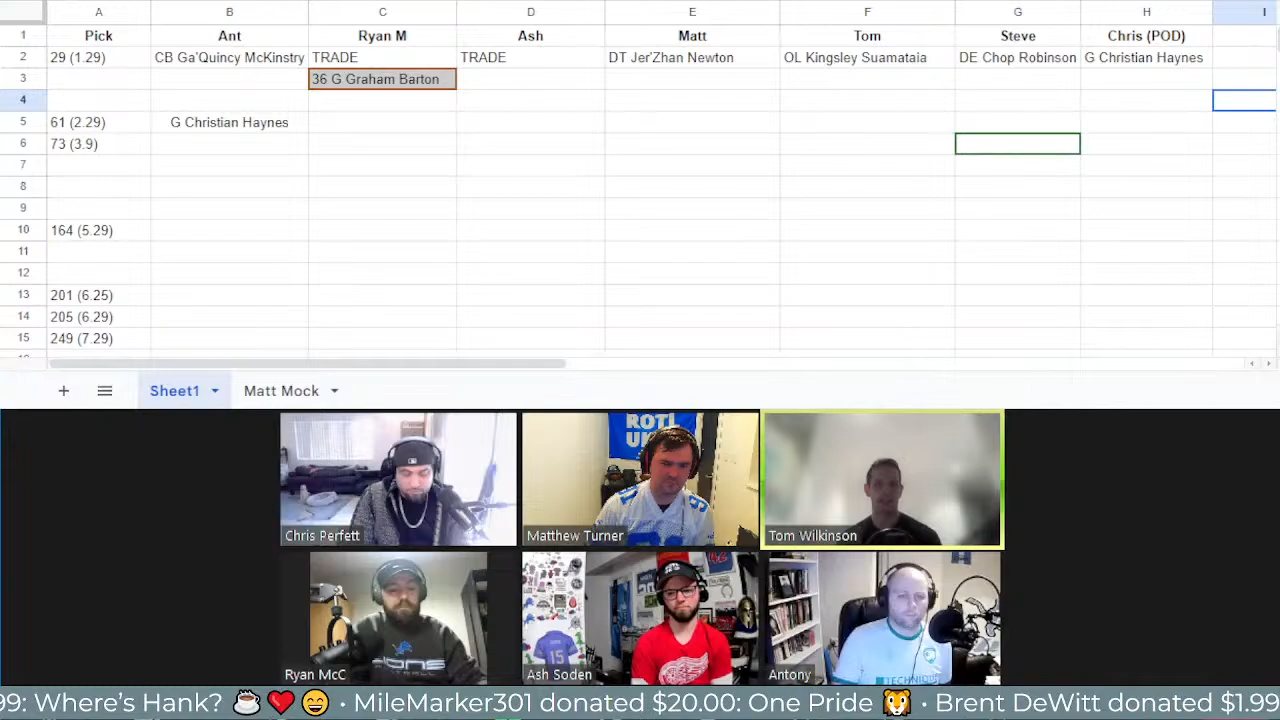 A B C D E F G H I
1 Pick Ant Ryan M Ash Matt Tom Steve Chris (POD)
2 29 (1.29) CB Ga'Quincy McKinstry TRADE TRADE DT Jer'Zhan Newton OL Kingsley Suamataia DE Chop Robinson G Christian Haynes
3 36 G Graham Barton
4
5 61 (2.29) G Christian Haynes
6 73 (3.9)
7
8
9
10 164 (5.29)
11
12
13 201 (6.25)
14 205 (6.29)
15 249 (7.29)
+ Sheet1 Matt Mock
ROTL
UK
Chris Perfett
Matthew Turner
Tom Wilkinson
15
Ryan McC
Ash Soden
Antony
99: Where's Hank? ☕❤️😄 · MileMarker301 donated $20.00: One Pride 🦁 · Brent DeWitt donated $1.99